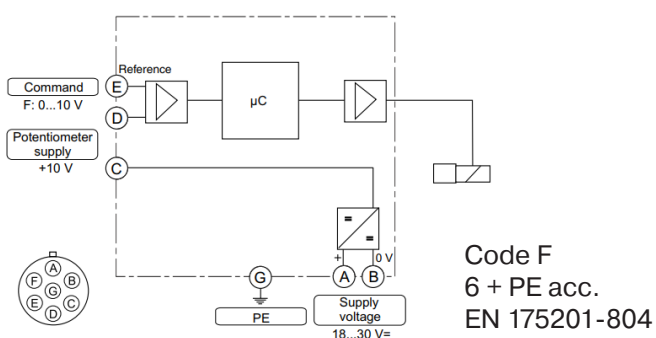 Reference
Command
E
F: 0...10 V
D
µC
Potentiometer
supply
+10 V
C
=
=
+
0 V
G
A
B
PE
Supply
voltage
18...30 V=
A
F
B
G
E
C
D
Code F
6 + PE acc.
EN 175201-804